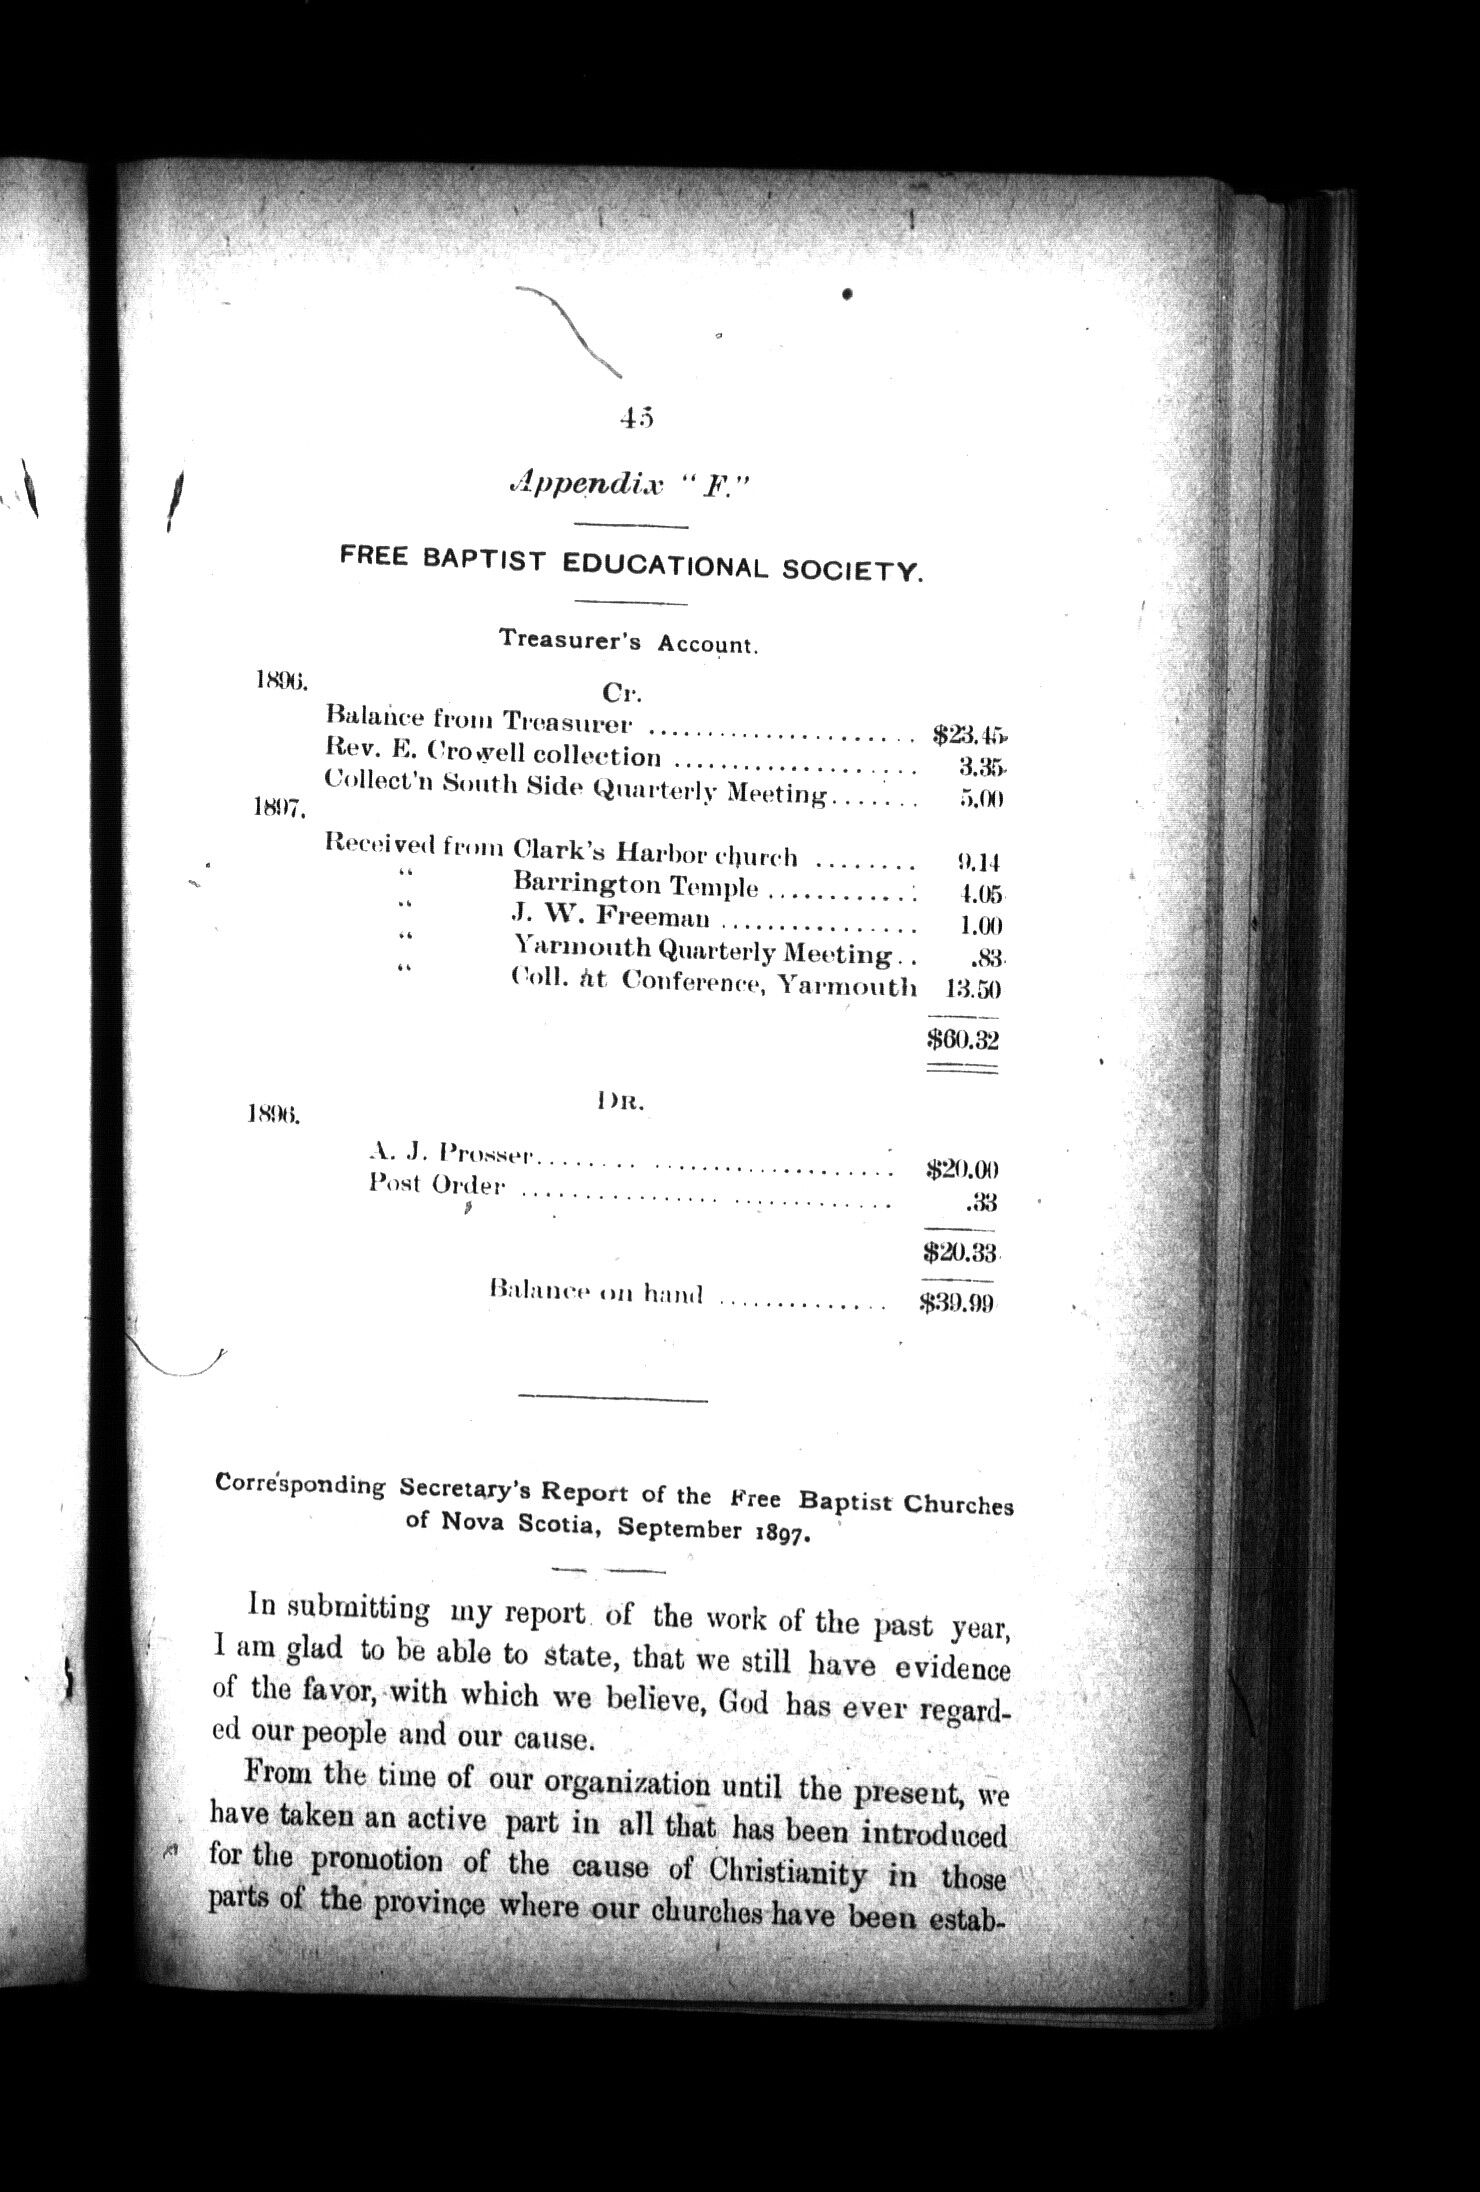 45
Appendix "F."
FREE BAPTIST EDUCATIONAL SOCIETY.
Treasurer's Account.
1896.
Cr.
Balance from Treasurer ...................... $23.45
Rev. E. Crowell collection .................... 3.35
Collect'n South Side Quarterly Meeting....... 5.00
1897.
Received from Clark's Harbor church ........ 9.14
" Barrington Temple ............ 4.05
" J. W. Freeman ................ 1.00
" Yarmouth Quarterly Meeting.. .83
" Coll. at Conference, Yarmouth 13.50
$60.32
DR.
1896.
A. J. Prosser............................ $20.00
Post Order ............................. .33
$20.33
Balance on hand .............. $39.99
Corresponding Secretary's Report of the Free Baptist Churches
of Nova Scotia, September 1897.
In submitting my report of the work of the past year,
I am glad to be able to state, that we still have evidence
of the favor, with which we believe, God has ever regard-
ed our people and our cause.
From the time of our organization until the present, we
have taken an active part in all that has been introduced
for the promotion of the cause of Christianity in those
parts of the province where our churches have been estab-